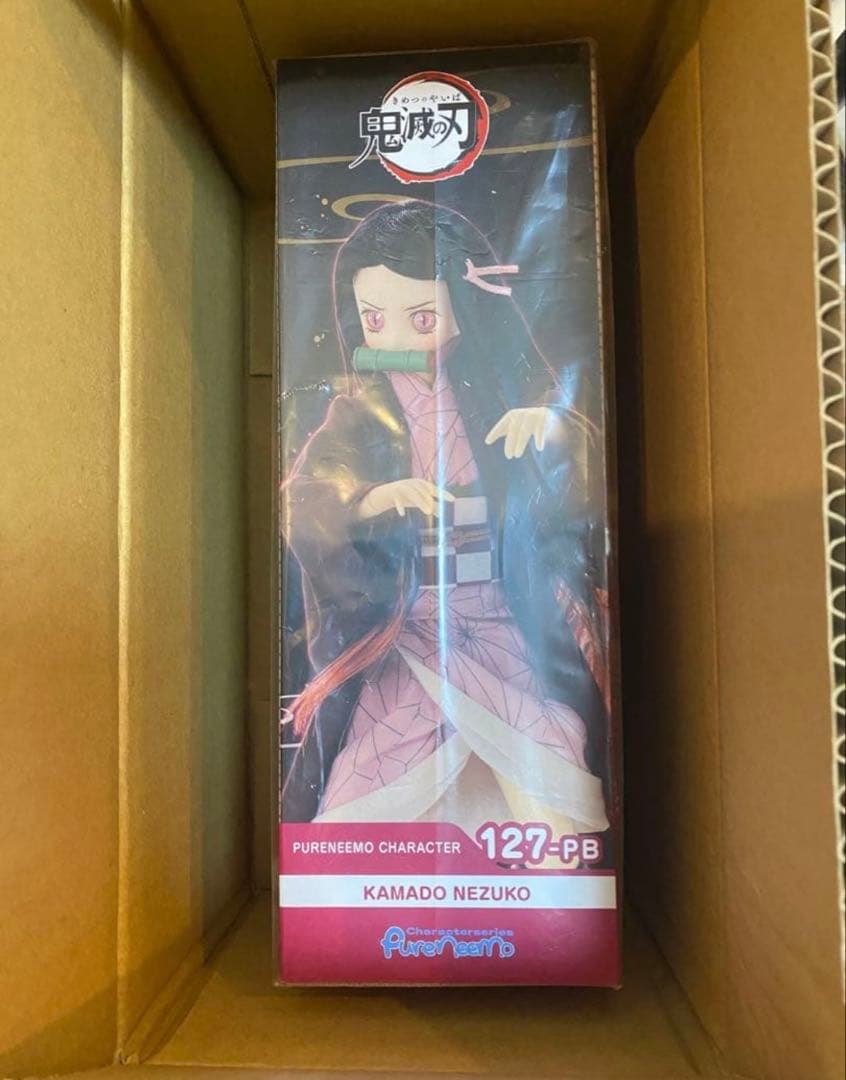 きめつのやいば
鬼滅の刃
PURENEEMO CHARACTER 127-PB
KAMADO NEZUKO
Characterseries
PureNeemo